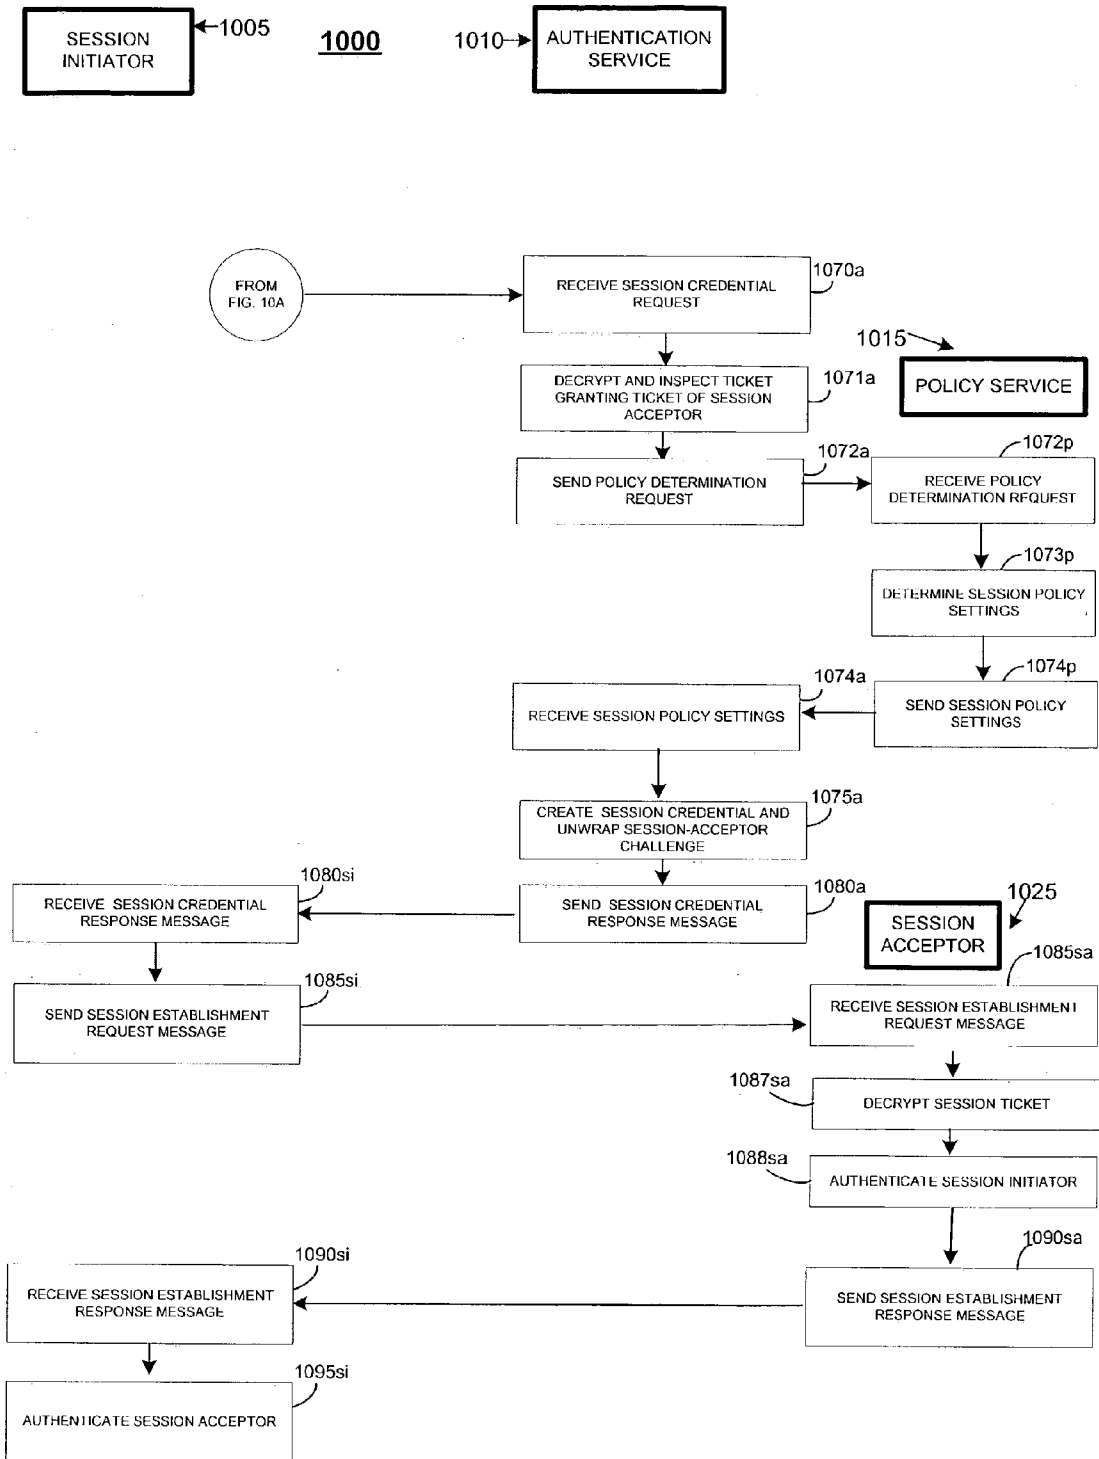 SESSION
INITIATOR
1005
1000
1010
AUTHENTICATION
SERVICE
FROM
FIG. 10A
RECEIVE SESSION CREDENTIAL
REQUEST
1070a
1015
POLICY SERVICE
DECRYPT AND INSPECT TICKET
GRANTING TICKET OF SESSION
ACCEPTOR
1071a
SEND POLICY DETERMINATION
REQUEST
1072a
1072p
RECEIVE POLICY
DETERMINATION REQUEST
1073p
DETERMINE SESSION POLICY
SETTINGS
1074p
SEND SESSION POLICY
SETTINGS
1074a
RECEIVE SESSION POLICY SETTINGS
1075a
CREATE SESSION CREDENTIAL AND
UNWRAP SESSION-ACCEPTOR
CHALLENGE
1080si
RECEIVE SESSION CREDENTIAL
RESPONSE MESSAGE
SEND SESSION CREDENTIAL
RESPONSE MESSAGE
1080a
SESSION
ACCEPTOR
1025
1085si
SEND SESSION ESTABLISHMENT
REQUEST MESSAGE
1085sa
RECEIVE SESSION ESTABLISHMENT
REQUEST MESSAGE
1087sa
DECRYPT SESSION TICKET
1088sa
AUTHENTICATE SESSION INITIATOR
1090sa
SEND SESSION ESTABLISHMENT
RESPONSE MESSAGE
1090si
RECEIVE SESSION ESTABLISHMENT
RESPONSE MESSAGE
1095si
AUTHENTICATE SESSION ACCEPTOR